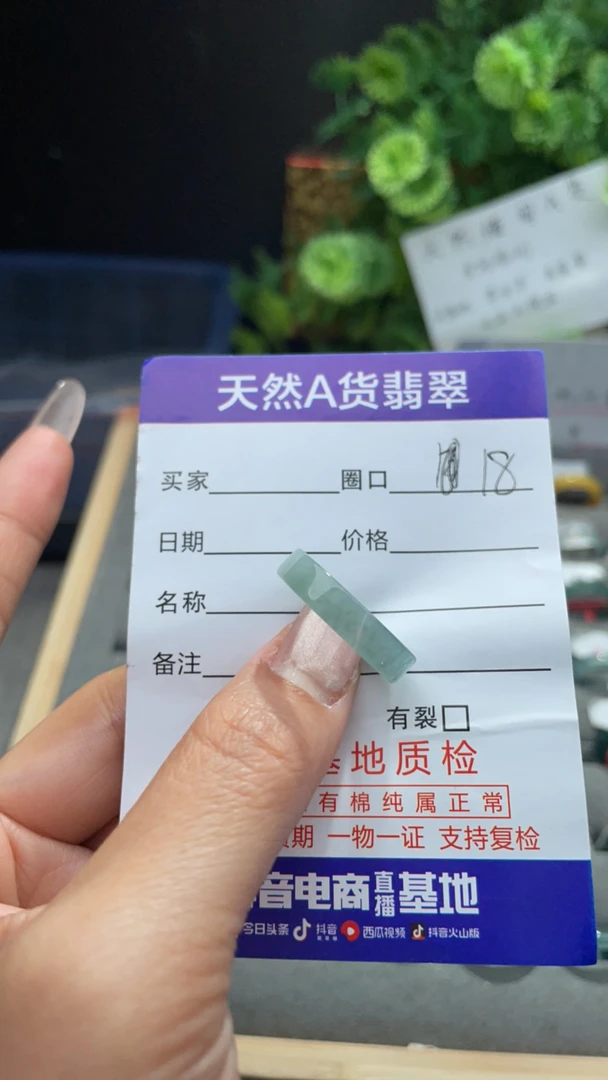 天然A货翡翠
买家 圈口 18
日期 价格
名称
备注
有裂
地质检
有棉纯属正常
期 一物一证 支持复检
音电商直播基地
今日头条 抖音 西瓜视频 抖音火山版